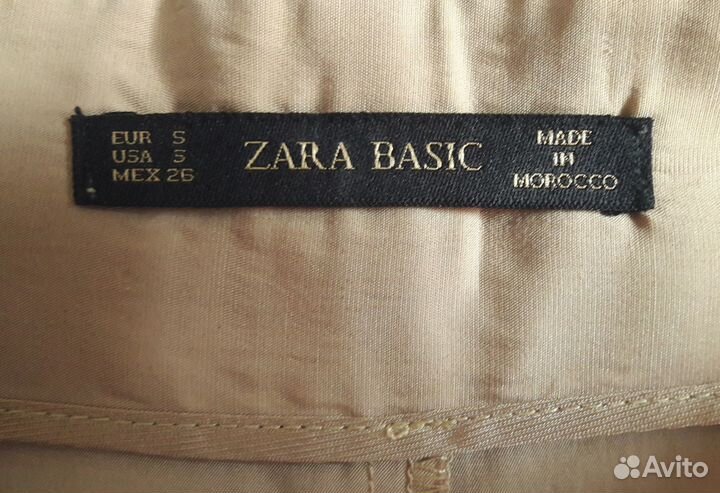 EUR S
USA S
MEX 26
ZARA BASIC
MADE
IN
MOROCCO
Avito